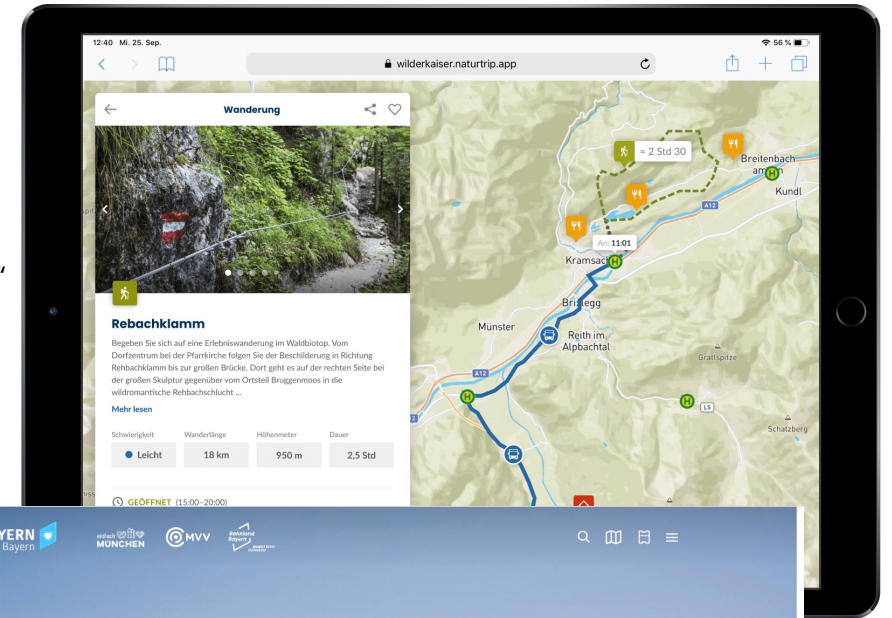 12:40 Mi. 25. Sep.
56 %
wilderkaiser.naturtrip.app
Wanderung
Rebachklamm
Begeben Sie sich auf eine Erlebniswanderung im Waldbiotop. Vom
Dorfzentrum bei der Pfarrkirche folgen Sie der Beschilderung in Richtung
Rehbachklamm bis zur großen Brücke. Dort geht es auf der rechten Seite bei
der großen Skulptur gegenüber vom Ortsteil Bruggenmoos in die
wildromantische Rehbachschlucht ...
Mehr lesen
Schwierigkeit Wanderlänge Höhenmeter Dauer
Leicht 18 km 950 m 2,5 Std
GEÖFFNET (15:00–20:00)
= 2 Std 30
Breitenbach
am
H
Kundl
A12
An: 11:01
Kramsac
H
Brixlegg
Münster
Reith im
Alpbachtal
Gratlspitze
A12
H
H
L5
Schatzberg
YERN
Bayern
einfach
MÜNCHEN
MVV
Bahnland
Bayern